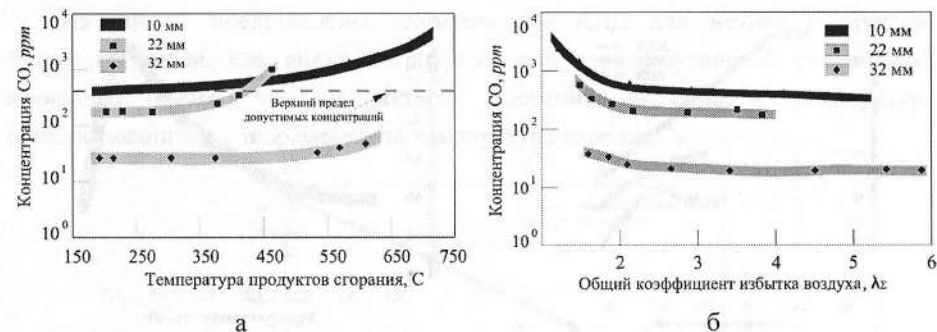 10 мм
22 мм
32 мм
Концентрация СО, ppm
10⁴
10³
10²
10¹
10⁰
Верхний предел
допустимых концентраций
150 250 350 450 550 650 750
Температура продуктов сгорания,°С
а
10 мм
22 мм
32 мм
Концентрация СО, ppm
10⁴
10³
10²
10¹
10⁰
2 3 4 5 6
Общий коэффициент избытка воздуха, λΣ
б